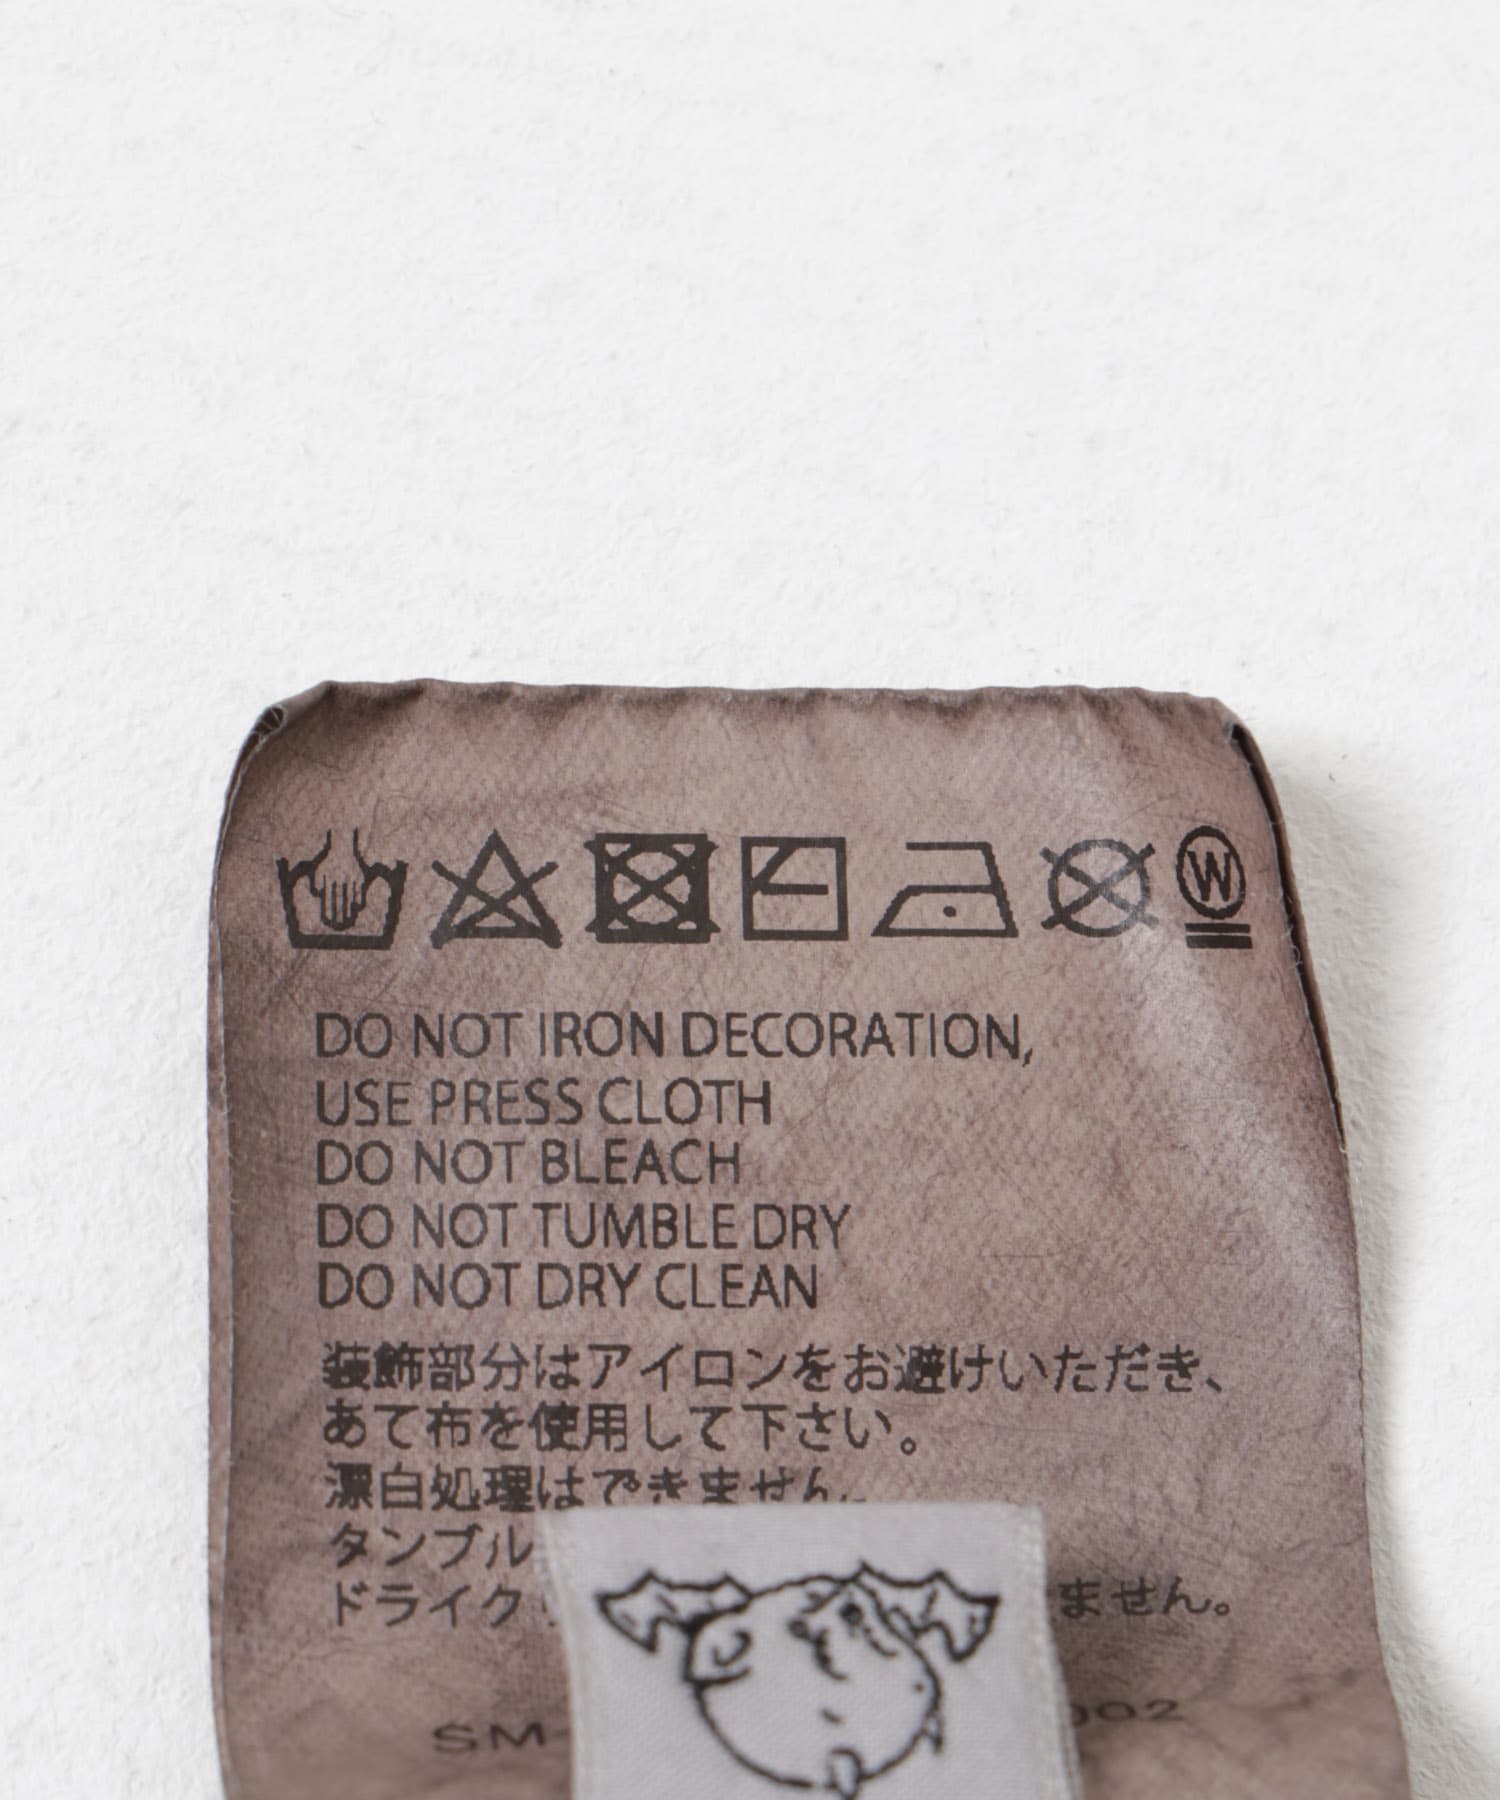 W
DO NOT IRON DECORATION,
USE PRESS CLOTH
DO NOT BLEACH
DO NOT TUMBLE DRY
DO NOT DRY CLEAN
装飾部分はアイロンをお避けいただき、
あて布を使用して下さい。
漂白処理はできません。
タンブル
ドライク ません。
SM- 002